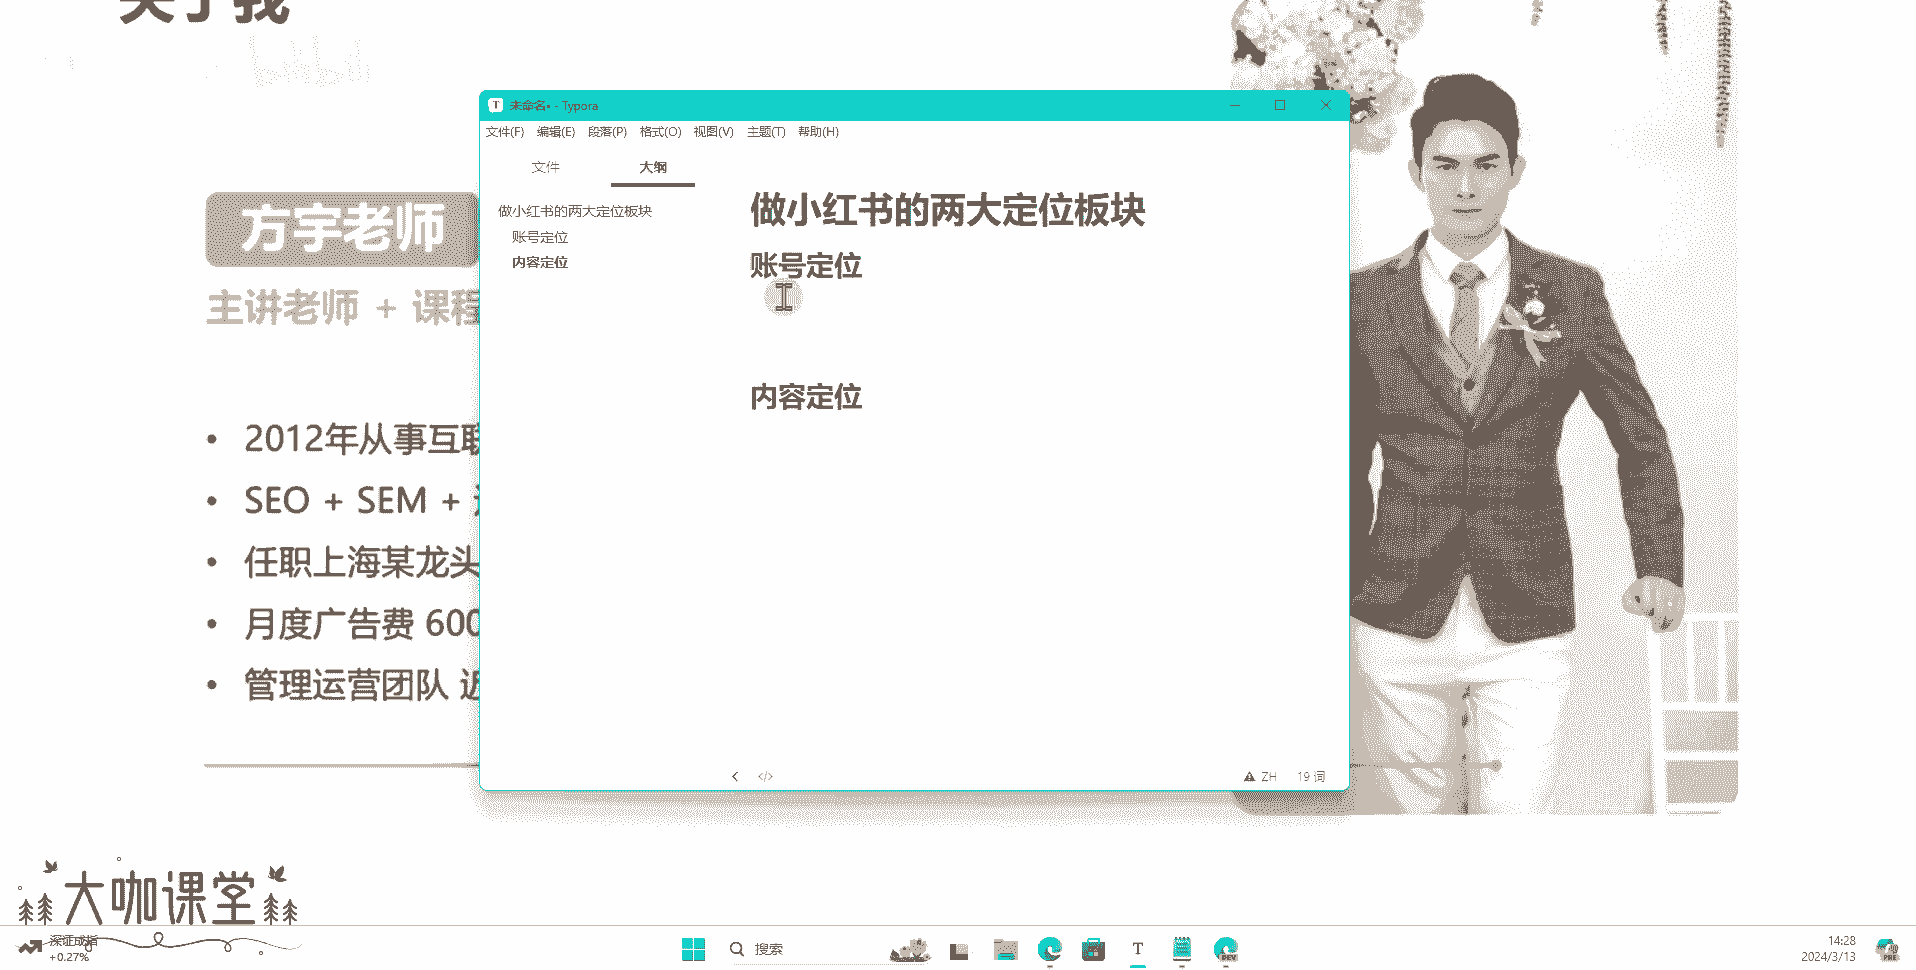 关于我
bilibili
未命名• - Typora
文件(F) 编辑(E) 段落(P) 格式(O) 视图(V) 主题(T) 帮助(H)
文件 大纲
做小红书的两大定位板块
账号定位
内容定位
做小红书的两大定位板块
账号定位
内容定位
ZH 19 词
方宇老师
主讲老师 + 课程
2012年从事互联
SEO + SEM +
任职上海某龙头
月度广告费 600
管理运营团队 近
大咖课堂
深证成指
+0.27%
搜索
T
DEV
14:28
2024/3/13
PRE